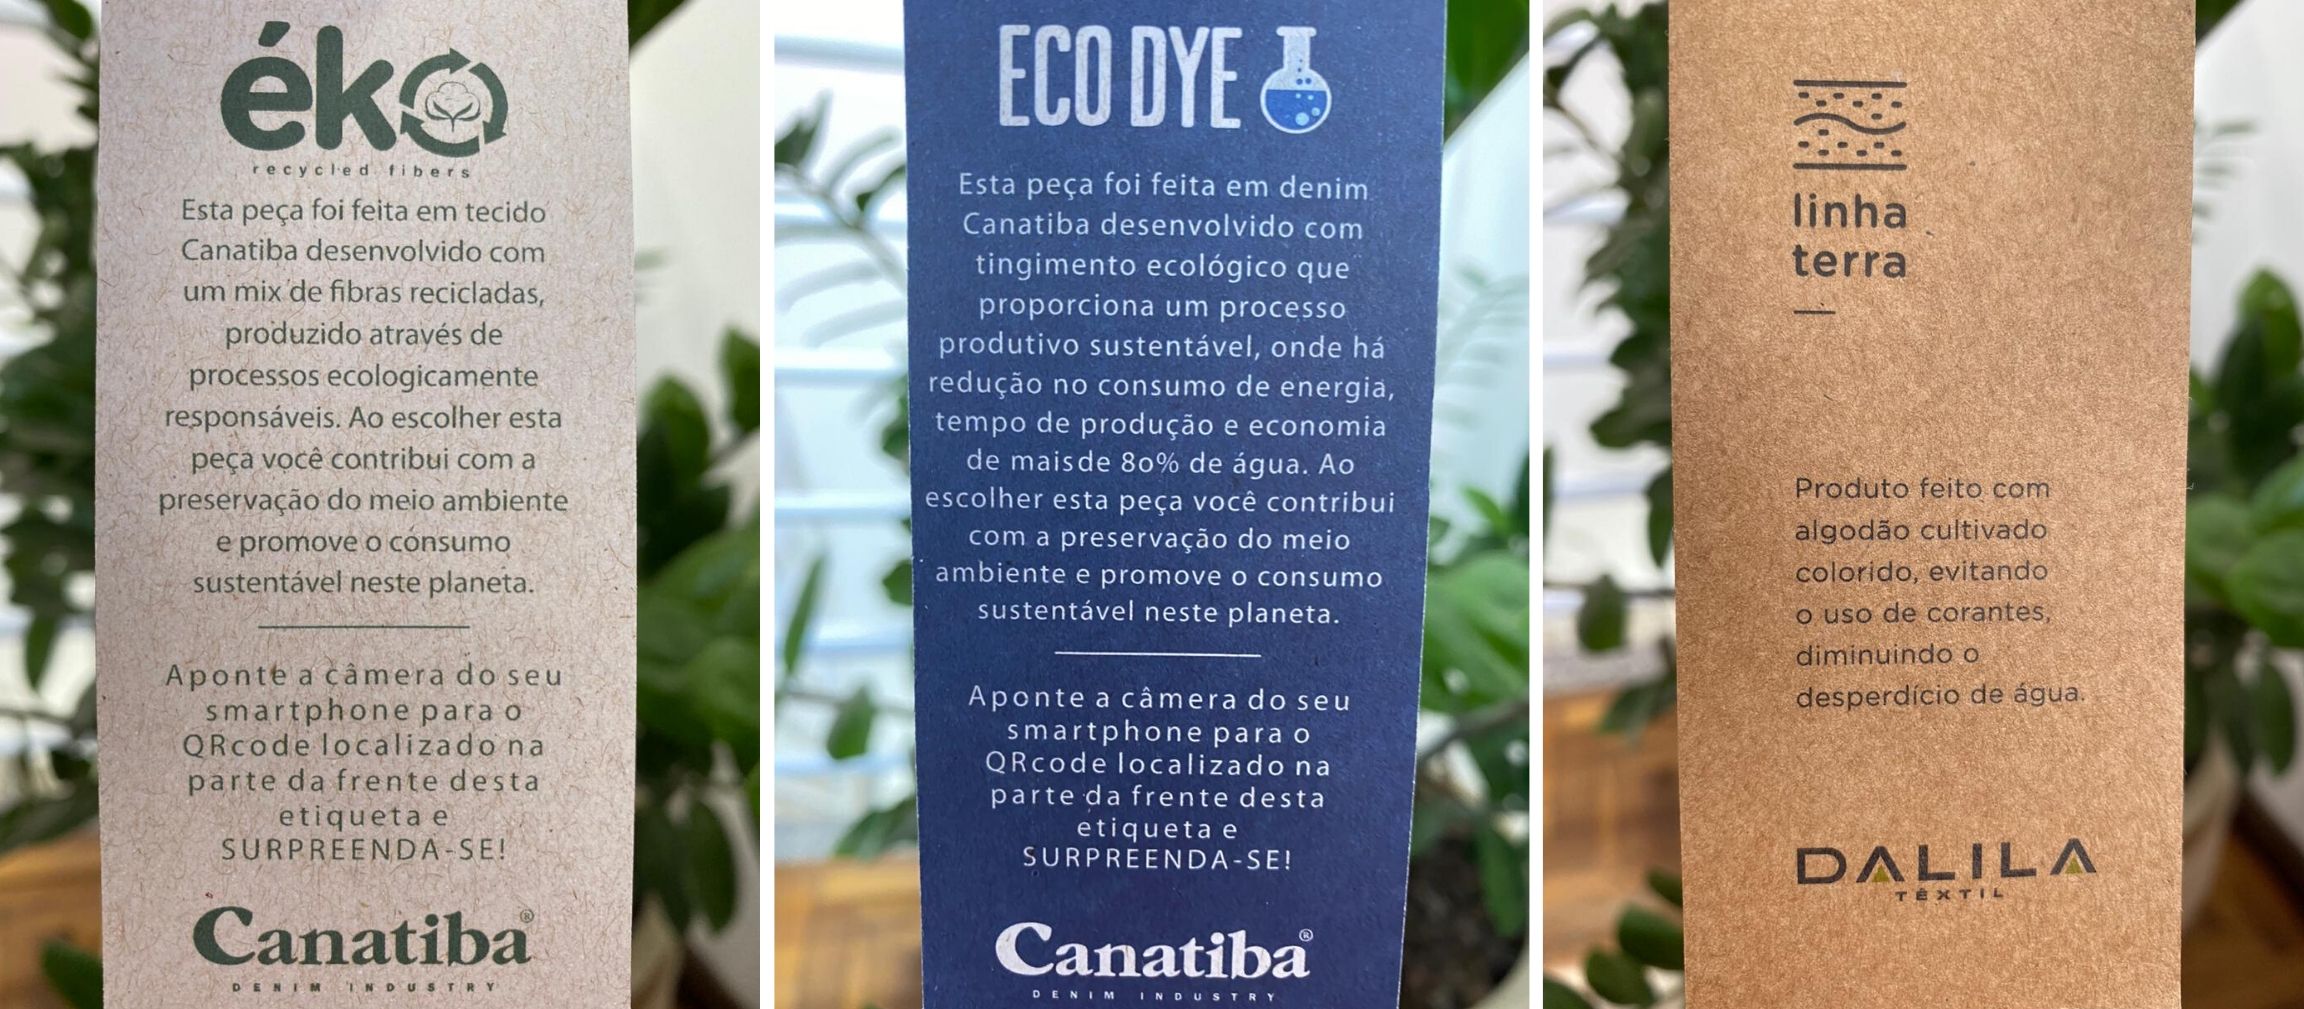 éko
recycled fibers
Esta peça foi feita em tecido
Canatiba desenvolvido com
um mix de fibras recicladas,
produzido através de
processos ecologicamente
responsáveis. Ao escolher esta
peça você contribui com a
preservação do meio ambiente
e promove o consumo
sustentável neste planeta.
Aponte a câmera do seu
smartphone para o
QRcode localizado na
parte da frente desta
etiqueta e
SURPREENDA-SE!
Canatiba®
DENIM INDUSTRY
ECO DYE
Esta peça foi feita em denim
Canatiba desenvolvido com
tingimento ecológico que
proporciona um processo
produtivo sustentável, onde há
redução no consumo de energia,
tempo de produção e economia
de maisde 80% de água. Ao
escolher esta peça você contribui
com a preservação do meio
ambiente e promove o consumo
sustentável neste planeta.
Aponte a câmera do seu
smartphone para o
QRcode localizado na
parte da frente desta
etiqueta e
SURPREENDA-SE!
Canatiba®
DENIM INDUSTRY
linha
terra
Produto feito com
algodão cultivado
colorido, evitando
o uso de corantes,
diminuindo o
desperdício de água.
DALILA
TÊXTIL